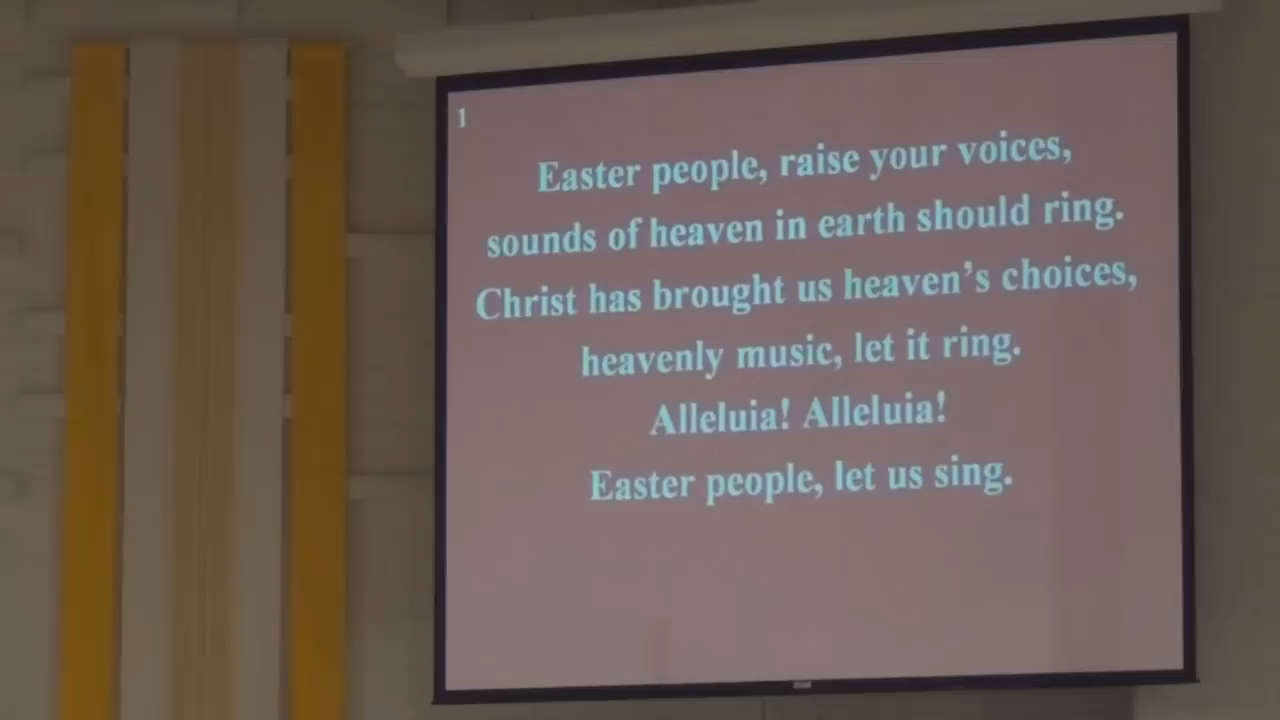 1
Easter people, raise your voices,
sounds of heaven in earth should ring.
Christ has brought us heaven's choices,
heavenly music, let it ring.
Alleluia! Alleluia!
Easter people, let us sing.